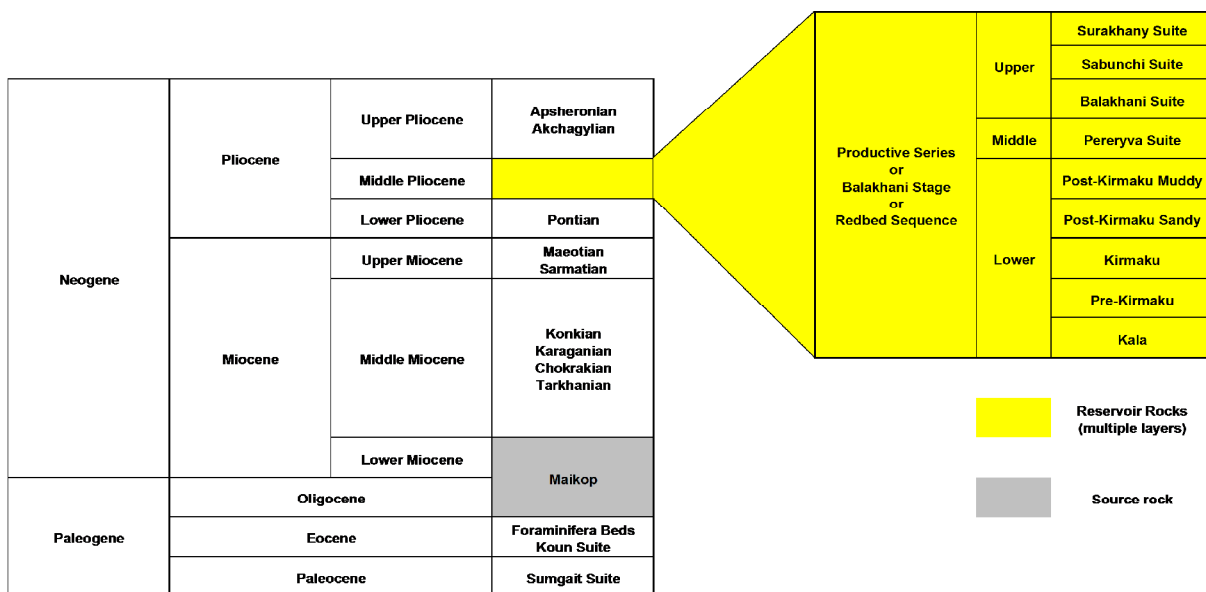 Surakhany Suite
Upper
Sabunchi Suite
Balakhani Suite
Middle
Pereryva Suite
Productive Series
or
Balakhani Stage
or
Redbed Sequence
Lower
Post-Kirmaku Muddy
Post-Kirmaku Sandy
Kirmaku
Pre-Kirmaku
Kala
Neogene
Pliocene
Upper Pliocene
Apsheronian
Akchagylian
Middle Pliocene
Lower Pliocene
Pontian
Miocene
Upper Miocene
Maeotian
Sarmatian
Middle Miocene
Konkian
Karaganian
Chokrakian
Tarkhanian
Lower Miocene
Maikop
Paleogene
Oligocene
Eocene
Foraminifera Beds
Koun Suite
Paleocene
Sumgait Suite
Reservoir Rocks
(multiple layers)
Source rock